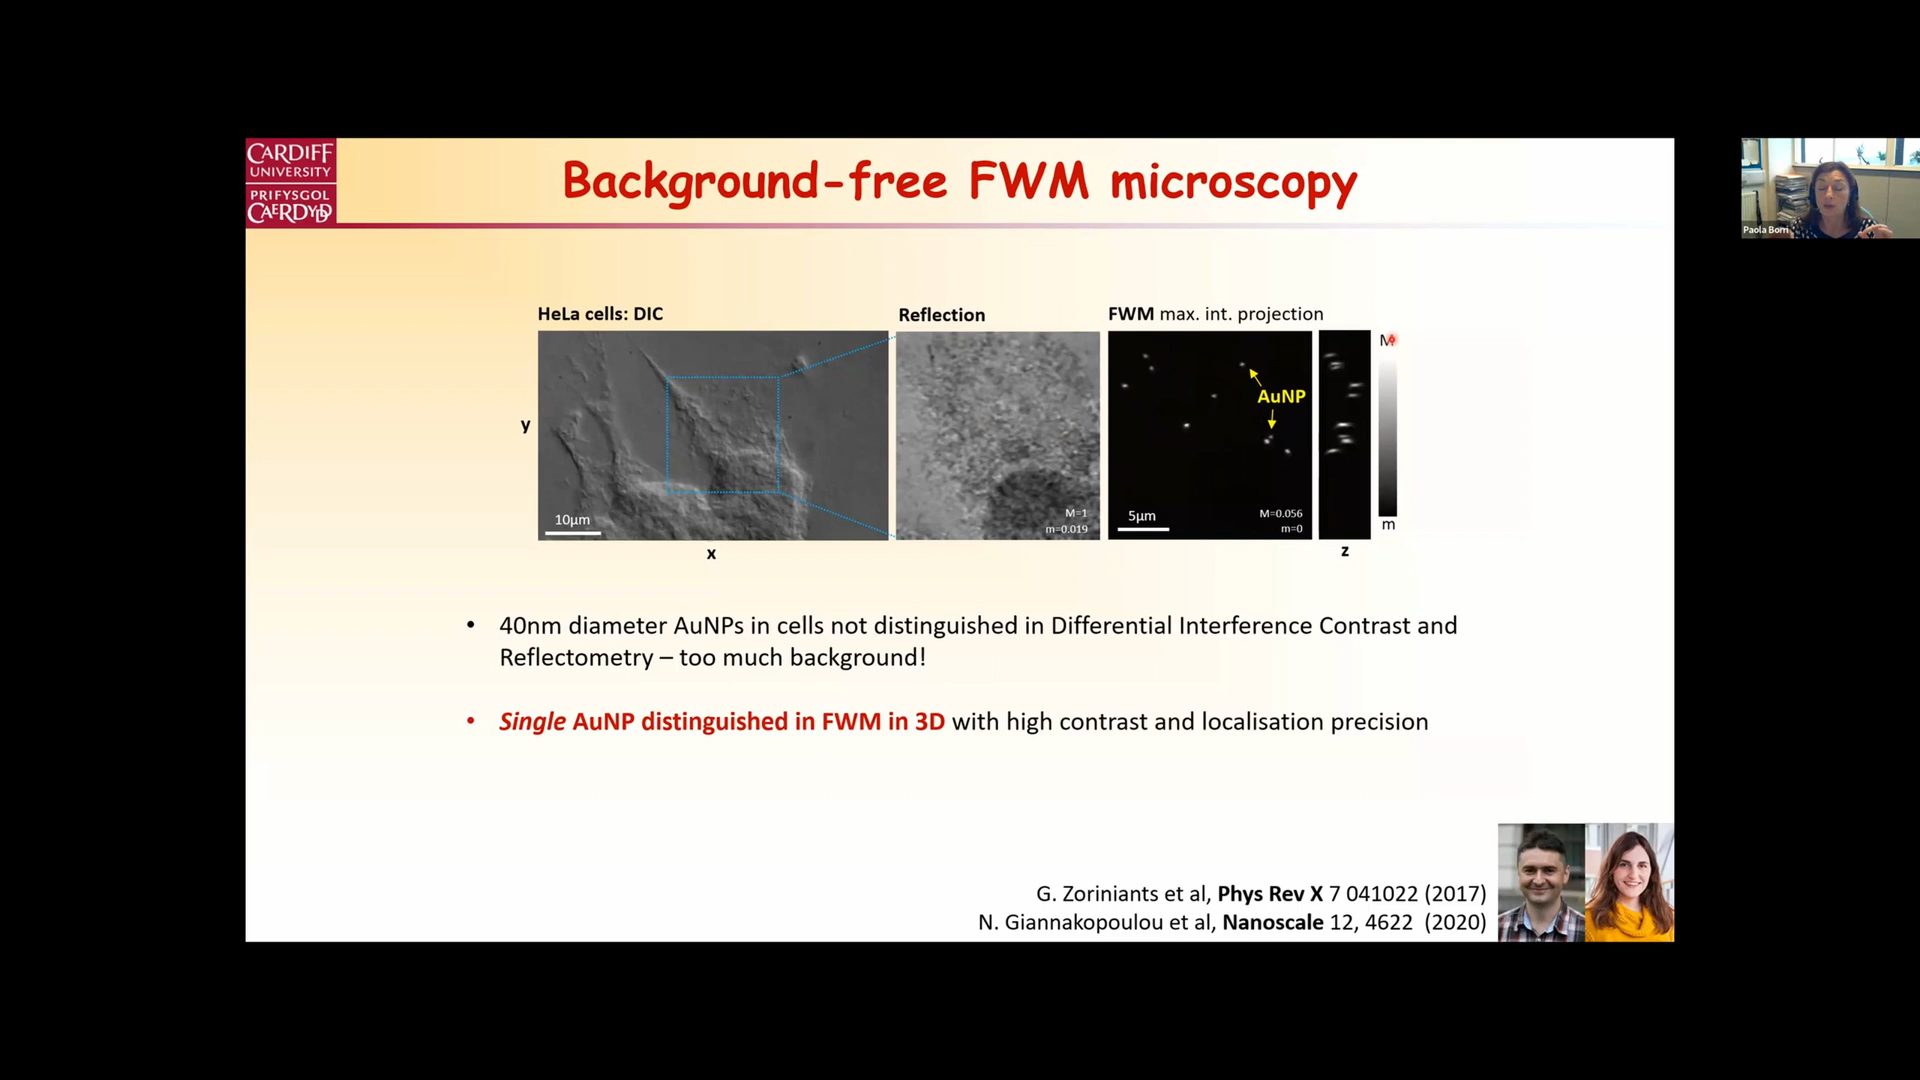 CARDIFF
UNIVERSITY
PRIFYSGOL
CAERDYDD
Background-free FWM microscopy
Paola Borri
HeLa cells: DIC
Reflection
FWM max. int. projection
M
AuNP
y
10µm
M=1
m=0.019
5µm
M=0.056
m=0
m
x
z
• 40nm diameter AuNPs in cells not distinguished in Differential Interference Contrast and
Reflectometry – too much background!
• Single AuNP distinguished in FWM in 3D with high contrast and localisation precision
G. Zoriniants et al, Phys Rev X 7 041022 (2017)
N. Giannakopoulou et al, Nanoscale 12, 4622 (2020)